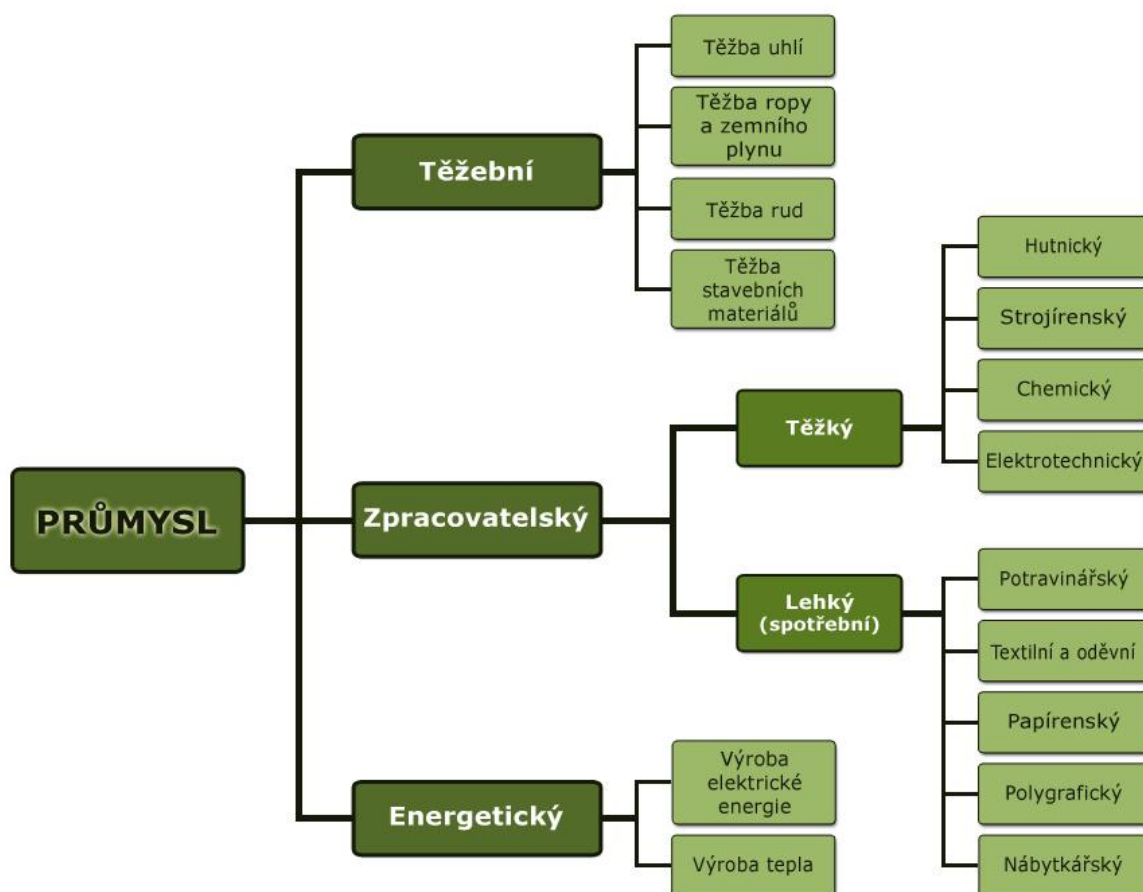 PRŮMYSL
Těžební
Těžba uhlí
Těžba ropy
a zemního
plynu
Těžba rud
Těžba
stavebních
materiálů
Zpracovatelský
Těžký
Hutnický
Strojírenský
Chemický
Elektrotechnický
Lehký
(spotřební)
Potravinářský
Textilní a oděvní
Papírenský
Polygrafický
Nábytkářský
Energetický
Výroba
elektrické
energie
Výroba tepla